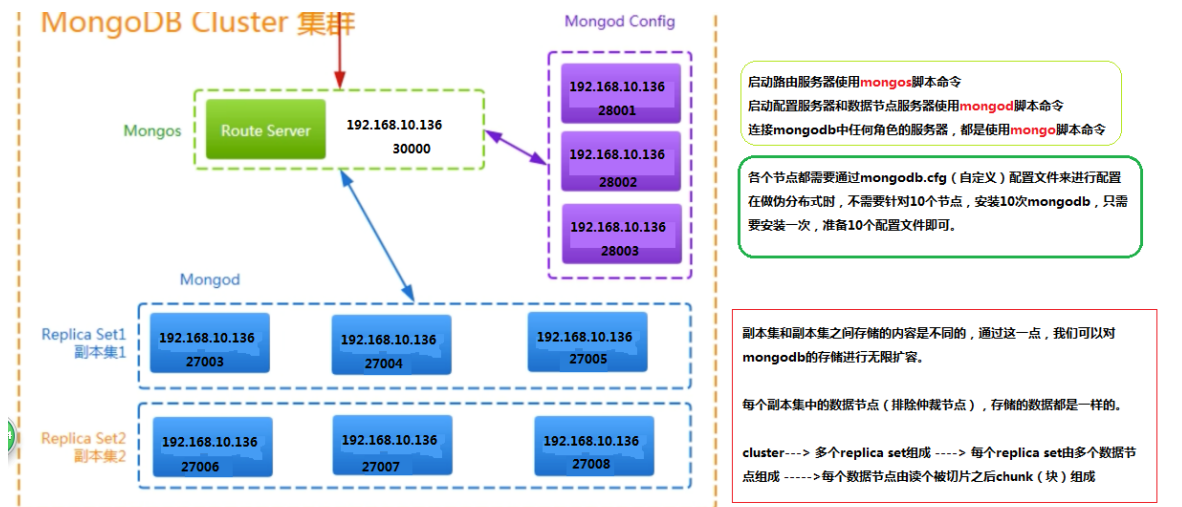 MongoDB Cluster 集群
Mongod Config
192.168.10.136
28001
192.168.10.136
28002
192.168.10.136
28003
Mongos
Route Server
192.168.10.136
30000
Mongod
Replica Set1
副本集1
192.168.10.136
27003
192.168.10.136
27004
192.168.10.136
27005
Replica Set2
副本集2
192.168.10.136
27006
192.168.10.136
27007
192.168.10.136
27008
启动路由服务器使用mongos脚本命令
启动配置服务器和数据节点服务器使用mongod脚本命令
连接mongodb中任何角色的服务器，都是使用mongo脚本命令
各个节点都需要通过mongodb.cfg（自定义）配置文件来进行配置
在做伪分布式时，不需要针对10个节点，安装10次mongodb，只需
要安装一次，准备10个配置文件即可。
副本集和副本集之间存储的内容是不同的，通过这一点，我们可以对
mongodb的存储进行无限扩容。
每个副本集中的数据节点（排除仲裁节点），存储的数据都是一样的。
cluster---> 多个replica set组成 ----> 每个replica set由多个数据节
点组成 ----->每个数据节点由读个被切片之后chunk（块）组成